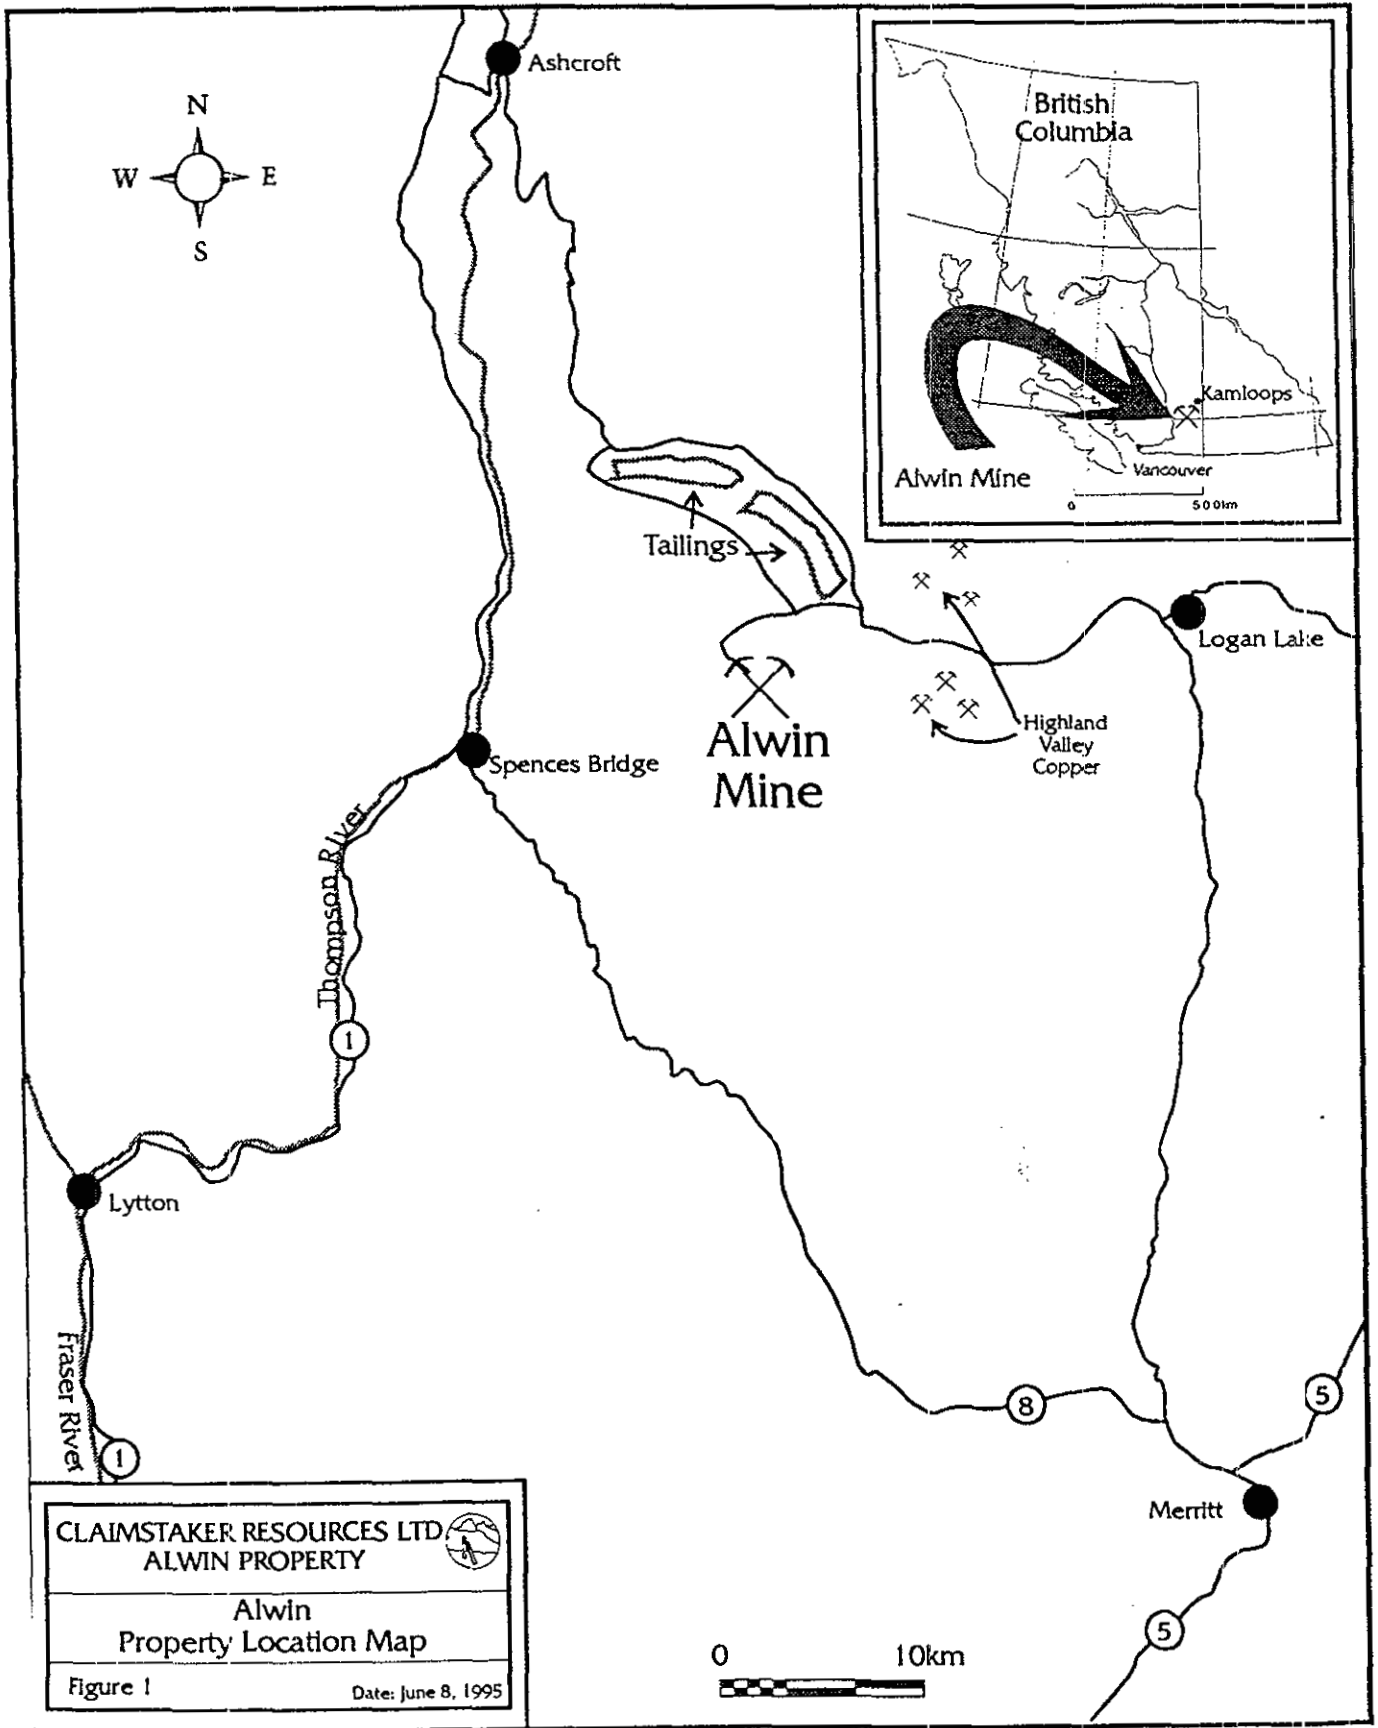 Ashcroft
N
W
E
S
British
Columbia
Kamloops
Alwin Mine
Vancouver
0
500km
Tailings
Logan Lake
Highland
Valley
Copper
Alwin
Mine
Spences Bridge
Thompson River
1
Lytton
Fraser River
1
8
5
Merritt
5
CLAIMSTAKER RESOURCES LTD
ALWIN PROPERTY
Alwin
Property Location Map
Figure 1
Date: June 8, 1995
0
10km